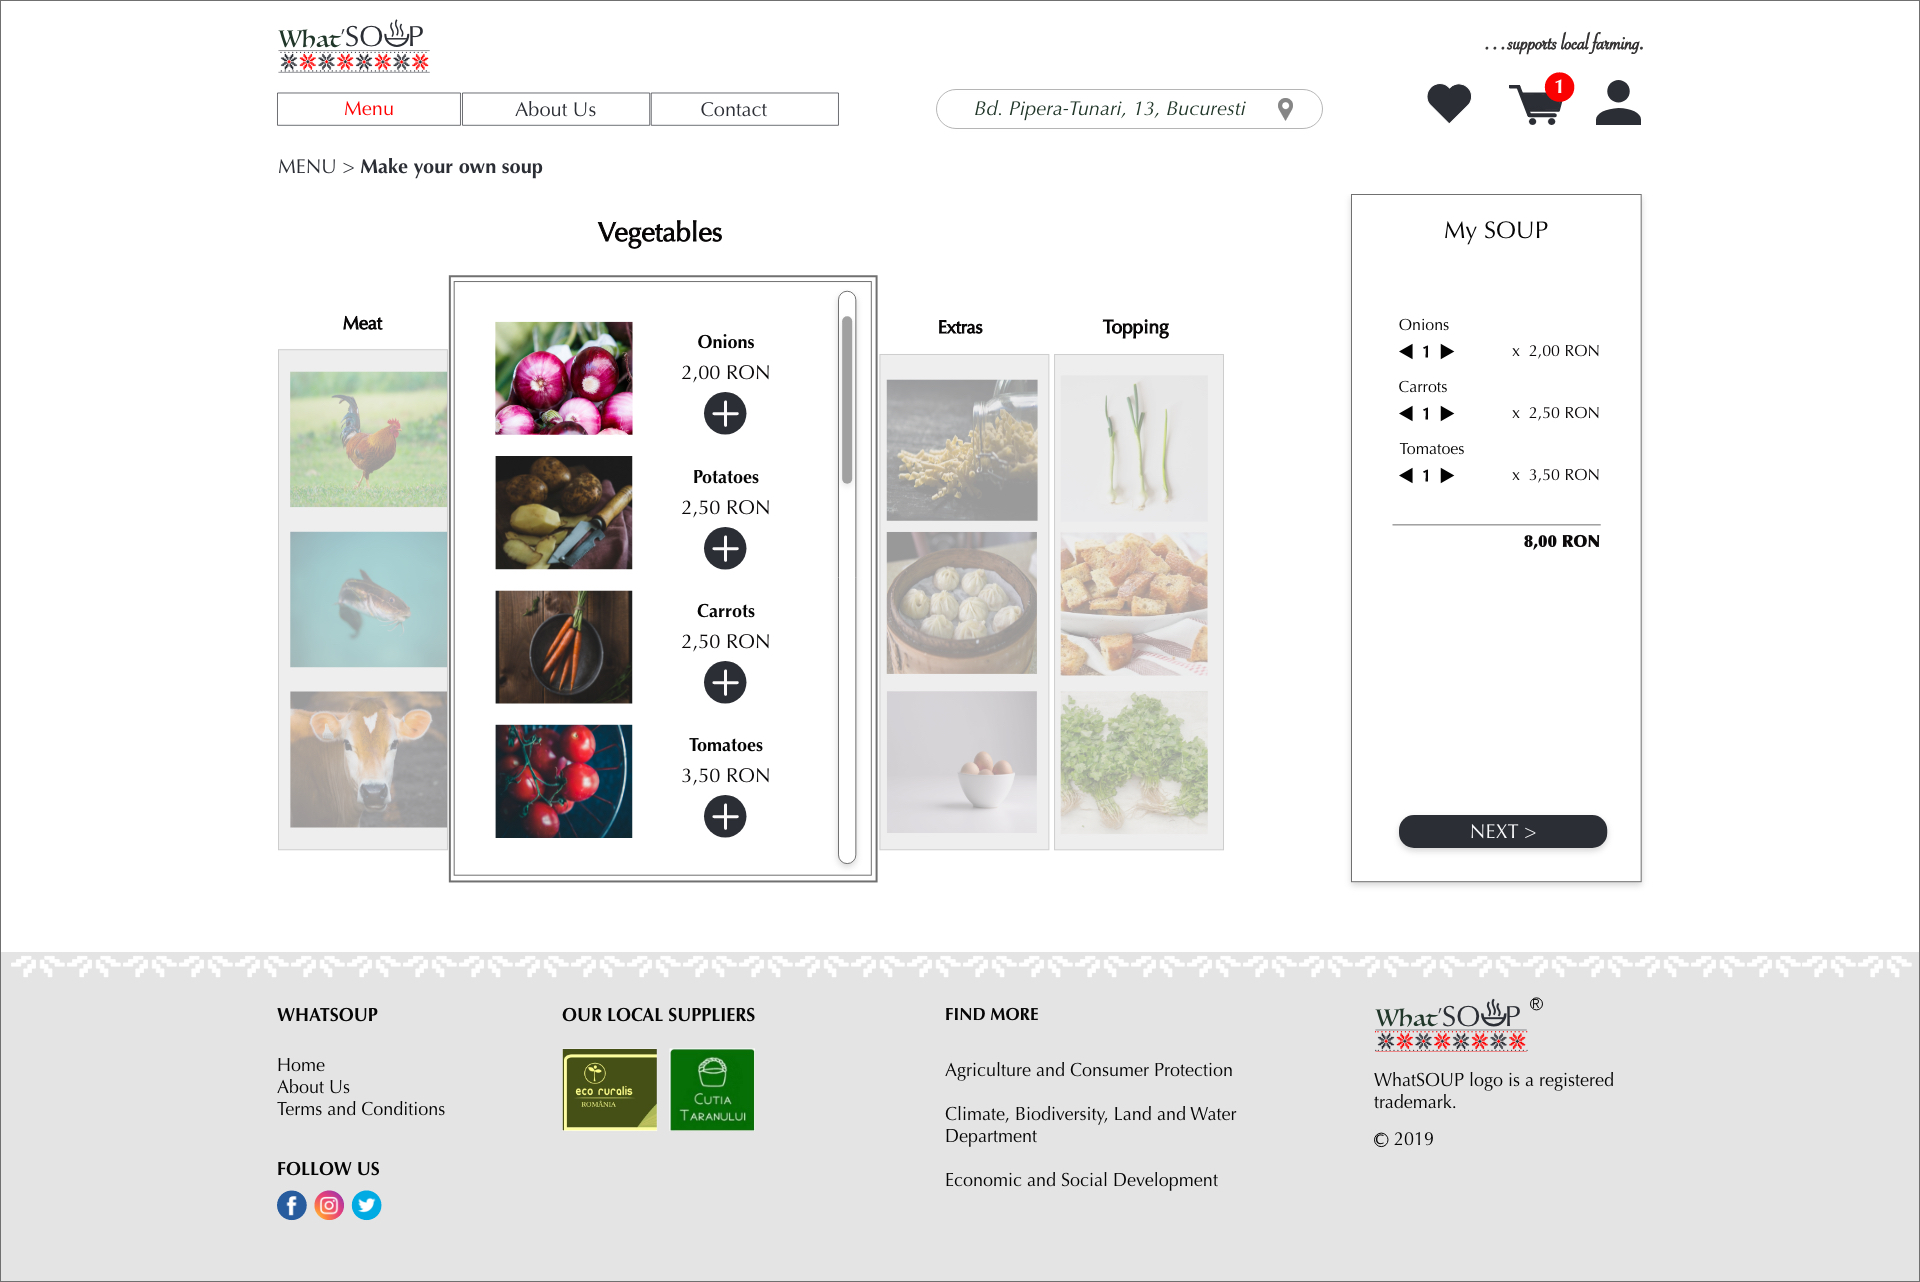 What'SOUP
...supports local farming.
Menu
About Us
Contact
Bd. Pipera-Tunari, 13, Bucuresti
1
MENU > Make your own soup
Vegetables
Meat
Extras
Topping
Onions
2,00 RON
Potatoes
2,50 RON
Carrots
2,50 RON
Tomatoes
3,50 RON
My SOUP
Onions
1 x 2,00 RON
Carrots
1 x 2,50 RON
Tomatoes
1 x 3,50 RON
8,00 RON
NEXT >
WHATSOUP
Home
About Us
Terms and Conditions
FOLLOW US
OUR LOCAL SUPPLIERS
eco ruralis
ROMÂNIA
CUTIA
TARANULUI
FIND MORE
Agriculture and Consumer Protection
Climate, Biodiversity, Land and Water
Department
Economic and Social Development
What'SOUP ®
WhatSOUP logo is a registered
trademark.
© 2019